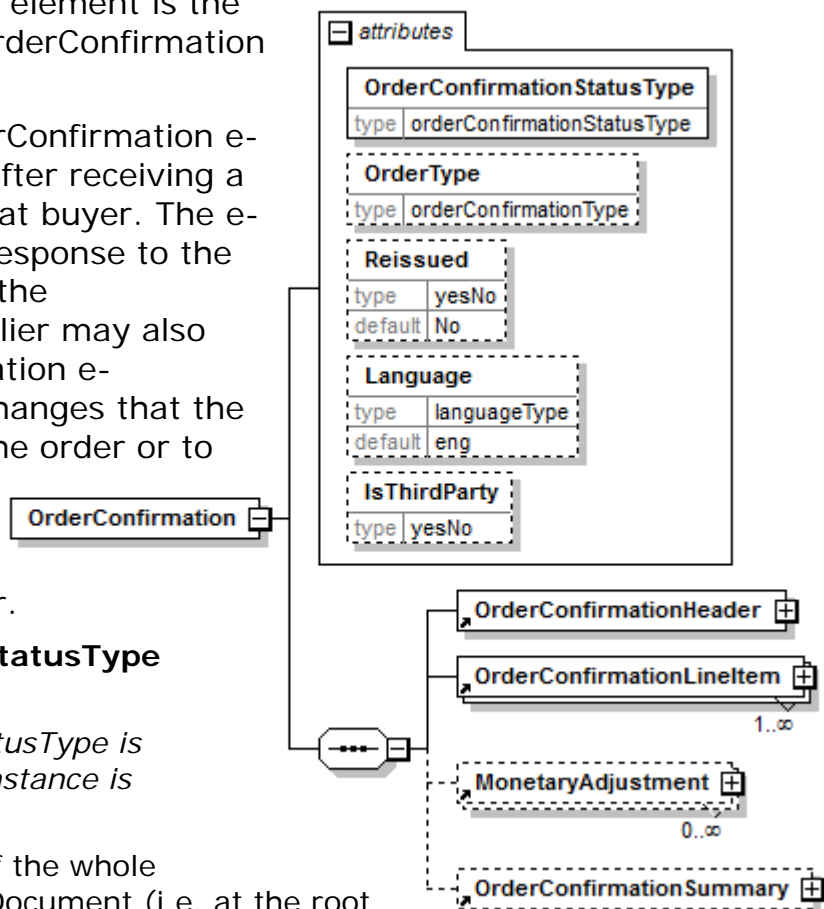 element is the
rderConfirmation
rConfirmation e-
fter receiving a
at buyer. The e-
esponse to the
the
lier may also
ation e-
hanges that the
ne order or to
r.
tatusType
tusType is
nstance is
f the whole
Document (i.e. at the root
attributes
OrderConfirmationStatusType
type orderConfirmationStatusType
OrderType
type orderConfirmationType
Reissued
type yesNo
default No
Language
type languageType
default eng
IsThirdParty
type yesNo
OrderConfirmation
OrderConfirmationHeader
OrderConfirmationLineItem
1..∞
MonetaryAdjustment
0..∞
OrderConfirmationSummary